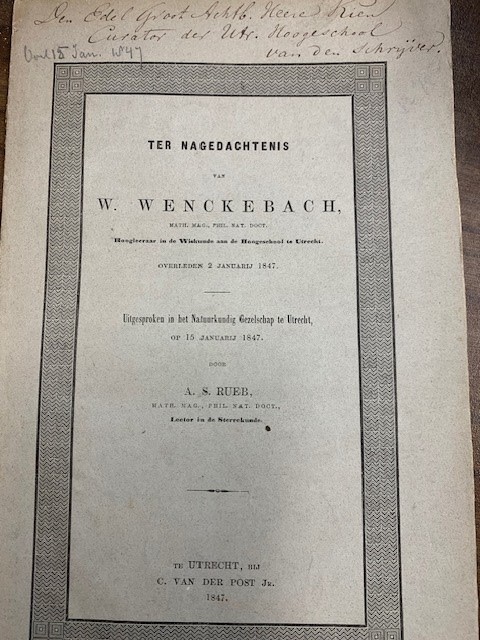 Den Edel Groot Achtb. Heere Kien
Curator der Utr. Hoogeschool
van den Schrijver.
15 Jan. 1847
TER NAGEDACHTENIS
VAN
W. WENCKEBACH,
MATH. MAG., PHIL. NAT. DOCT.
Hoogleeraar in de Wiskunde aan de Hoogeschool te Utrecht.
OVERLEDEN 2 JANUARIJ 1847.
Uitgesproken in het Natuurkundig Gezelschap te Utrecht,
OP 15 JANUARIJ 1847.
DOOR
A. S. RUEB,
MATH. MAG., PHIL. NAT. DOCT.,
Lector in de Sterrekunde.
TE UTRECHT, BIJ
C. VAN DER POST JR.
1847.